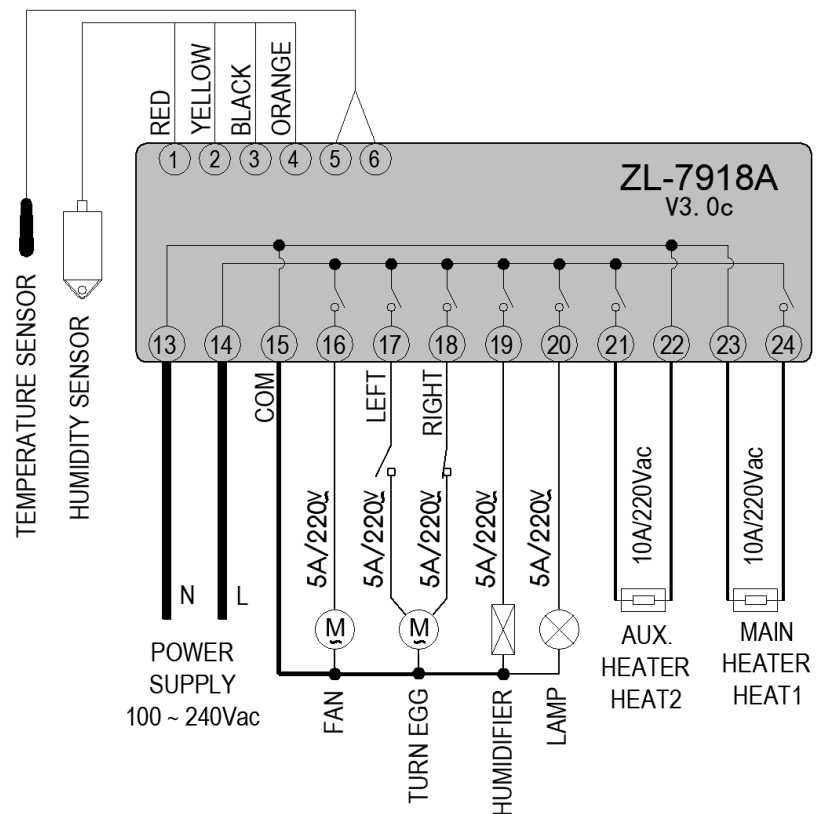 RED
YELLOW
BLACK
ORANGE
1 2 3 4 5 6
ZL-7918A
V3.0c
TEMPERATURE SENSOR
HUMIDITY SENSOR
13 14 15 16 17 18 19 20 21 22 23 24
COM
LEFT
RIGHT
5A/220V~
5A/220V~
5A/220V~
5A/220V~
5A/220V~
10A/220Vac
10A/220Vac
N L
POWER
SUPPLY
100 ~ 240Vac
M
~
M
~
FAN
TURN EGG
HUMIDIFIER
LAMP
AUX.
HEATER
HEAT2
MAIN
HEATER
HEAT1